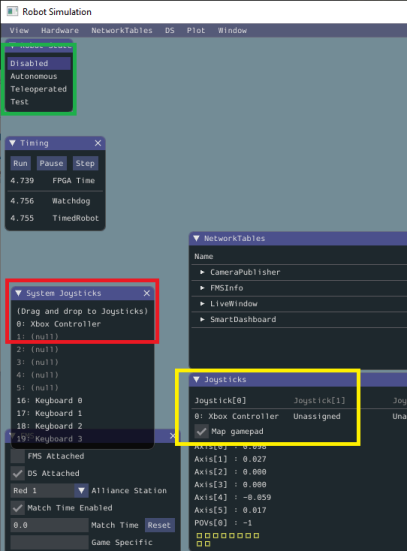 Robot Simulation
View Hardware NetworkTables DS Plot Window
Robot State
Disabled
Autonomous
Teleoperated
Test
Timing
Run Pause Step
4.739 FPGA Time
4.756 Watchdog
4.755 TimedRobot
NetworkTables
Name
CameraPublisher
FMSInfo
LiveWindow
SmartDashboard
System Joysticks
(Drag and drop to Joysticks)
0: Xbox Controller
1: (null)
2: (null)
3: (null)
4: (null)
5: (null)
16: Keyboard 0
17: Keyboard 1
18: Keyboard 2
19: Keyboard 3
FMS Attached
DS Attached
Red 1 Alliance Station
Match Time Enabled
0.0 Match Time Reset
Game Specific
Joysticks
Joystick[0] Joystick[1]
0: Xbox Controller Unassigned Una
Map gamepad
Axis[0] : 0.098
Axis[1] : 0.027
Axis[2] : 0.000
Axis[3] : 0.000
Axis[4] : -0.059
Axis[5] : 0.017
POVs[0] : -1